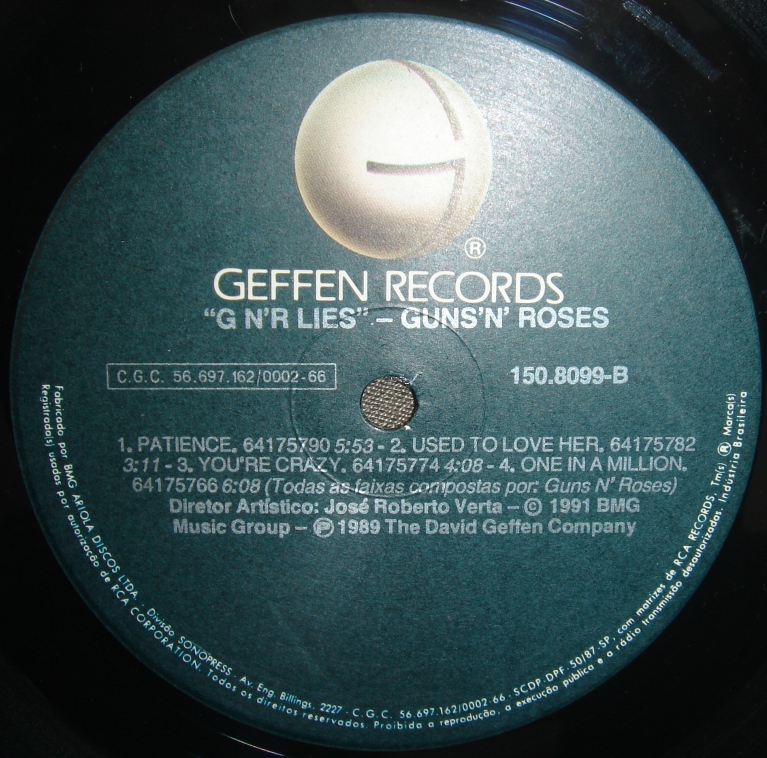 ®
GEFFEN RECORDS
“G N'R LIES” – GUNS'N' ROSES
C.G.C. 56.697.162/0002-66
150.8099-B
1. PATIENCE. 64175790 5:53 - 2. USED TO LOVE HER. 64175782
3:11 - 3. YOU'RE CRAZY. 64175774 4:08 - 4. ONE IN A MILLION.
64175766 6:08 (Todas as faixas compostas por: Guns N' Roses)
Diretor Artístico: José Roberto Verta – © 1991 BMG
Music Group – ℗ 1989 The David Geffen Company
Fabricado por BMG ARIOLA DISCOS LTDA. - Divisão SONOPRESS - Av. Eng. Billings, 2227 - C.G.C. 56.697.162/0002-66 - SCDP-DPF 50/87-SP, com matrizes de RCA RECORDS. Tm(s) ® Marca(s)
Registrada(s) usadas por autorização de RCA CORPORATION. Todos os direitos reservados. Proibida a reprodução, a execução pública e a rádio transmissão desautorizadas. Indústria Brasileira